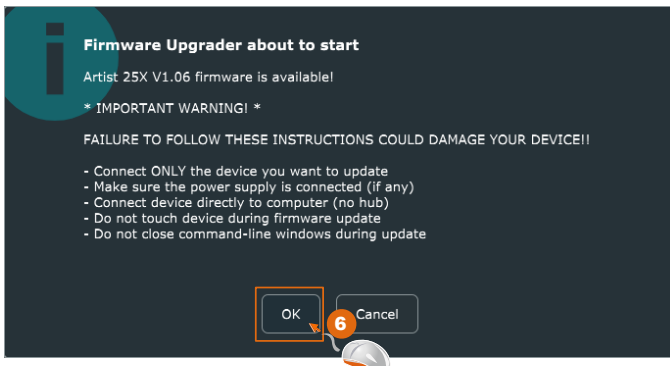 Firmware Upgrader about to start
Artist 25X V1.06 firmware is available!
* IMPORTANT WARNING! *
FAILURE TO FOLLOW THESE INSTRUCTIONS COULD DAMAGE YOUR DEVICE!!
- Connect ONLY the device you want to update
- Make sure the power supply is connected (if any)
- Connect device directly to computer (no hub)
- Do not touch device during firmware update
- Do not close command-line windows during update
OK
6
Cancel